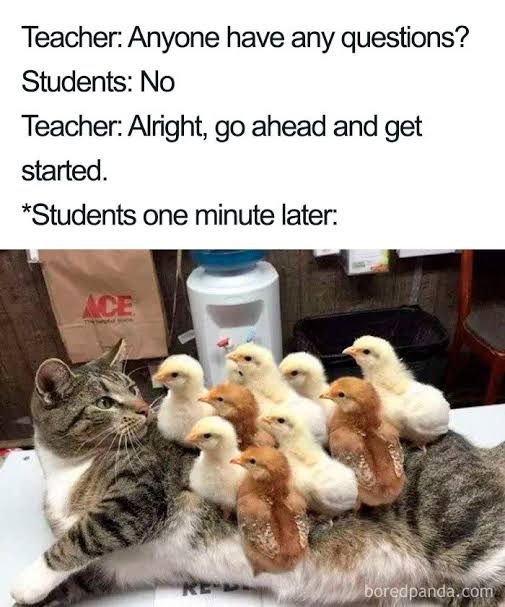 Teacher: Anyone have any questions?
Students: No
Teacher: Alright, go ahead and get
started.
*Students one minute later:
ACE
boredpanda.com